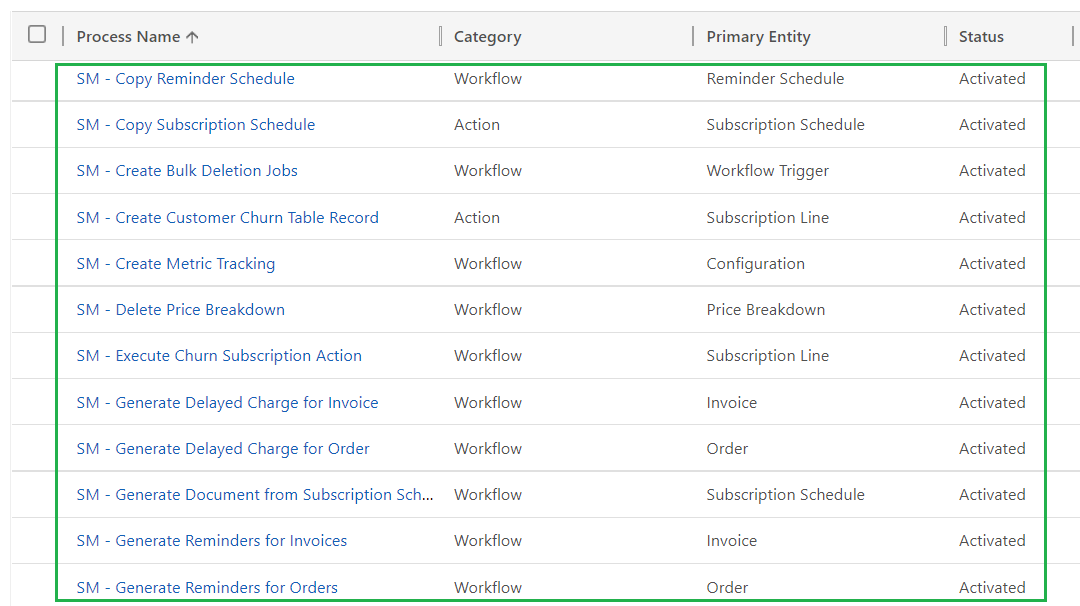 Process Name ↑ Category Primary Entity Status
SM - Copy Reminder Schedule Workflow Reminder Schedule Activated
SM - Copy Subscription Schedule Action Subscription Schedule Activated
SM - Create Bulk Deletion Jobs Workflow Workflow Trigger Activated
SM - Create Customer Churn Table Record Action Subscription Line Activated
SM - Create Metric Tracking Workflow Configuration Activated
SM - Delete Price Breakdown Workflow Price Breakdown Activated
SM - Execute Churn Subscription Action Workflow Subscription Line Activated
SM - Generate Delayed Charge for Invoice Workflow Invoice Activated
SM - Generate Delayed Charge for Order Workflow Order Activated
SM - Generate Document from Subscription Sch... Workflow Subscription Schedule Activated
SM - Generate Reminders for Invoices Workflow Invoice Activated
SM - Generate Reminders for Orders Workflow Order Activated